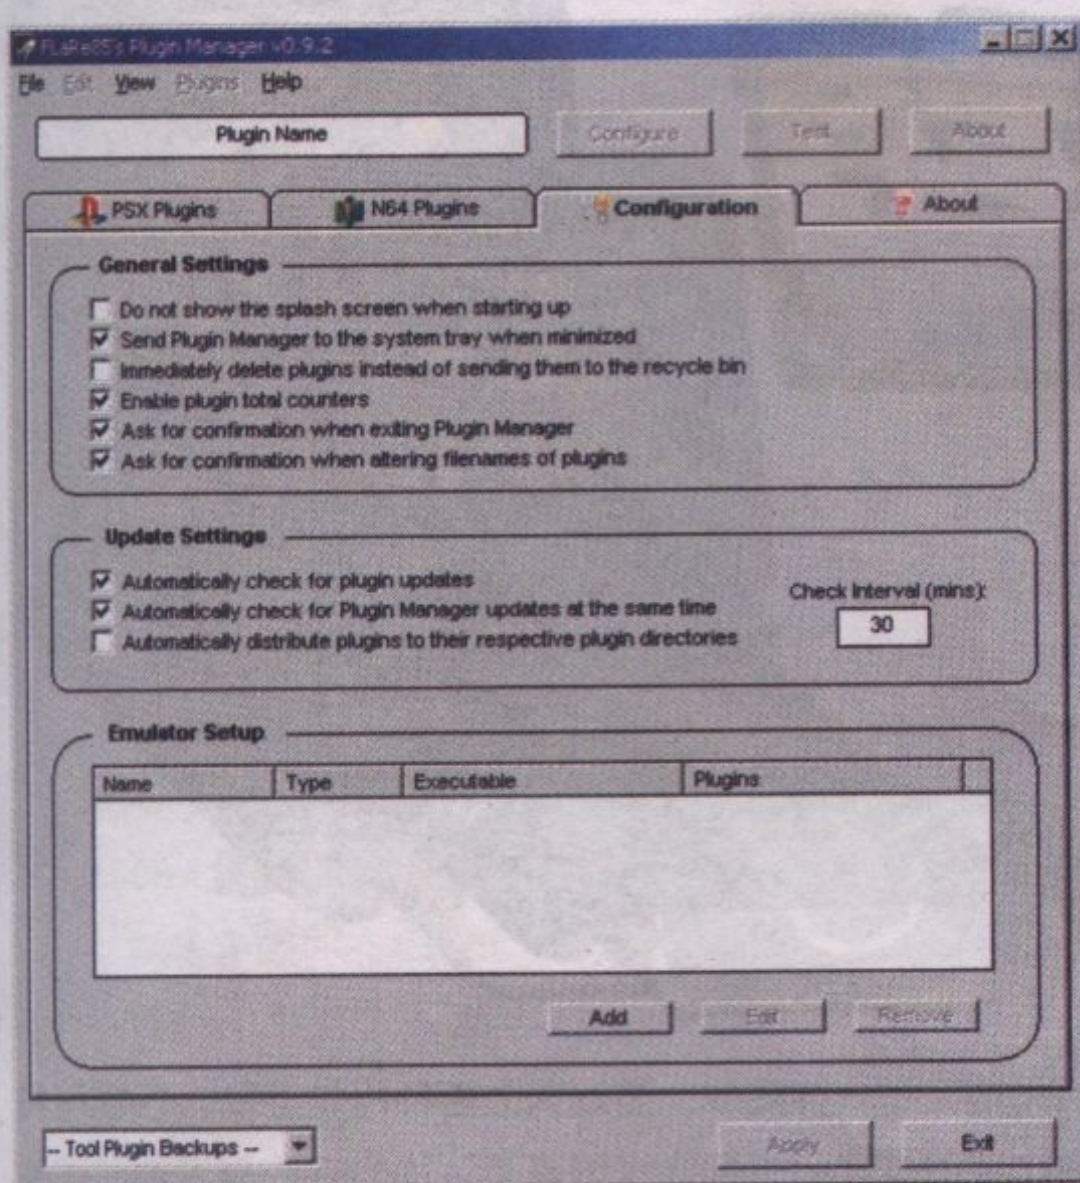 FLaRe85's Plugin Manager v0.9.2
File Edit View Plugins Help
Plugin Name
Configure
Test
About
PSX Plugins
N64 Plugins
Configuration
About
General Settings
Do not show the splash screen when starting up
Send Plugin Manager to the system tray when minimized
Immediately delete plugins instead of sending them to the recycle bin
Enable plugin total counters
Ask for confirmation when exiting Plugin Manager
Ask for confirmation when altering filenames of plugins
Update Settings
Automatically check for plugin updates
Automatically check for Plugin Manager updates at the same time
Automatically distribute plugins to their respective plugin directories
Check Interval (mins):
30
Emulator Setup
Name Type Executable Plugins
Add
Edit
Remove
-- Tool Plugin Backups --
Apply
Exit